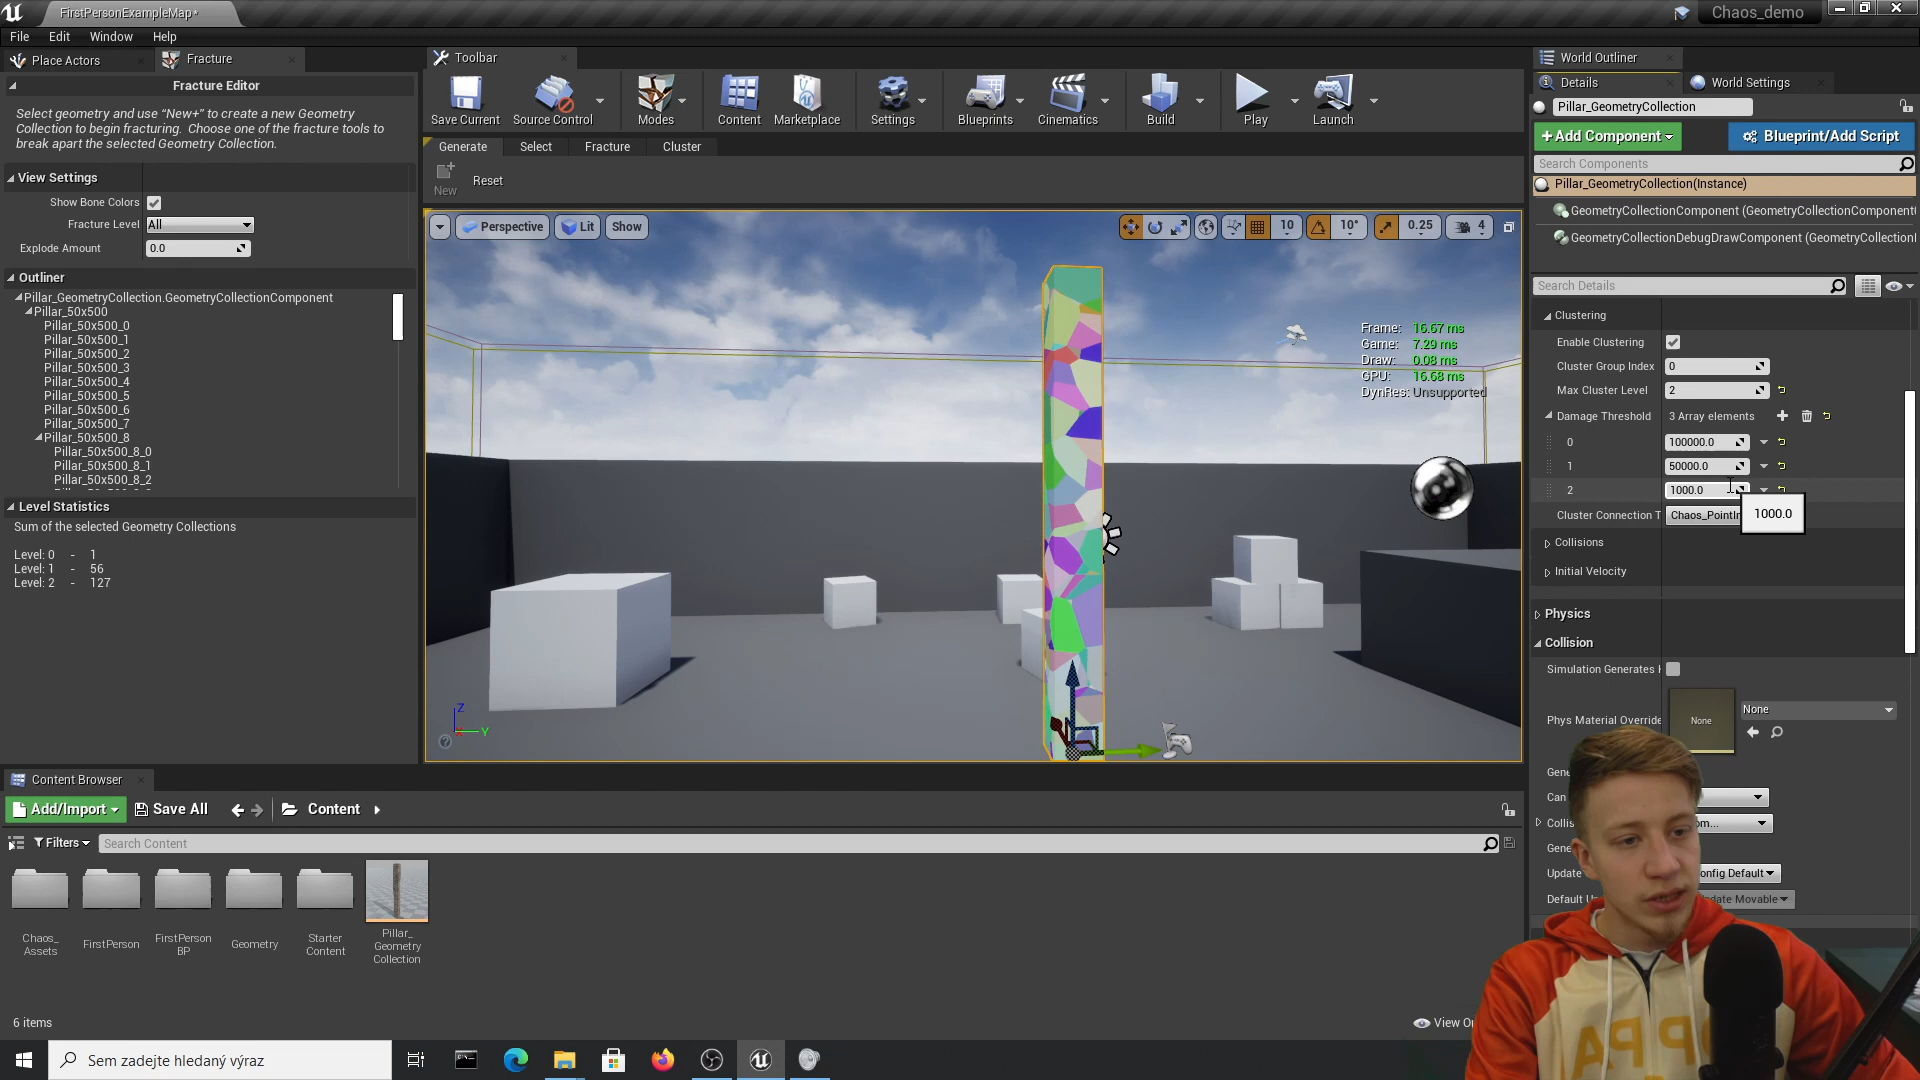 FirstPersonExampleMap*
Chaos_demo
File Edit Window Help
Place Actors
Fracture
Fracture Editor
Select geometry and use "New+" to create a new Geometry
Collection to begin fracturing. Choose one of the fracture tools to
break apart the selected Geometry Collection.
View Settings
Show Bone Colors
Fracture Level All
Explode Amount 0.0
Outliner
Pillar_GeometryCollection.GeometryCollectionComponent
Pillar_50x500
Pillar_50x500_0
Pillar_50x500_1
Pillar_50x500_2
Pillar_50x500_3
Pillar_50x500_4
Pillar_50x500_5
Pillar_50x500_6
Pillar_50x500_7
Pillar_50x500_8
Pillar_50x500_8_0
Pillar_50x500_8_1
Pillar_50x500_8_2
Level Statistics
Sum of the selected Geometry Collections
Level: 0 - 1
Level: 1 - 56
Level: 2 - 127
Toolbar
Save Current
Source Control
Modes
Content
Marketplace
Settings
Blueprints
Cinematics
Build
Play
Launch
Generate Select Fracture Cluster
New
Reset
Perspective Lit Show
10 10° 0.25 4
Frame: 16.67 ms
Game: 7.29 ms
Draw: 0.08 ms
GPU: 16.68 ms
DynRes: Unsupported
Z
Y
World Outliner
Details
World Settings
Pillar_GeometryCollection
+Add Component
Blueprint/Add Script
Search Components
Pillar_GeometryCollection(Instance)
GeometryCollectionComponent (GeometryCollectionComponent
GeometryCollectionDebugDrawComponent (GeometryCollection
Search Details
Clustering
Enable Clustering
Cluster Group Index 0
Max Cluster Level 2
Damage Threshold 3 Array elements
0 100000.0
1 50000.0
2 1000.0
1000.0
Cluster Connection T Chaos_PointIn
Collisions
Initial Velocity
Physics
Collision
Simulation Generates
Phys Material Override None None
Gene
Can
Collis om...
Gene
Update onfig Default
Default U pdate Movable
Content Browser
Add/Import
Save All
Content
Filters
Search Content
Chaos_
Assets
FirstPerson
FirstPerson
BP
Geometry
Starter
Content
Pillar_
Geometry
Collection
6 items
View Op
Sem zadejte hledaný výraz